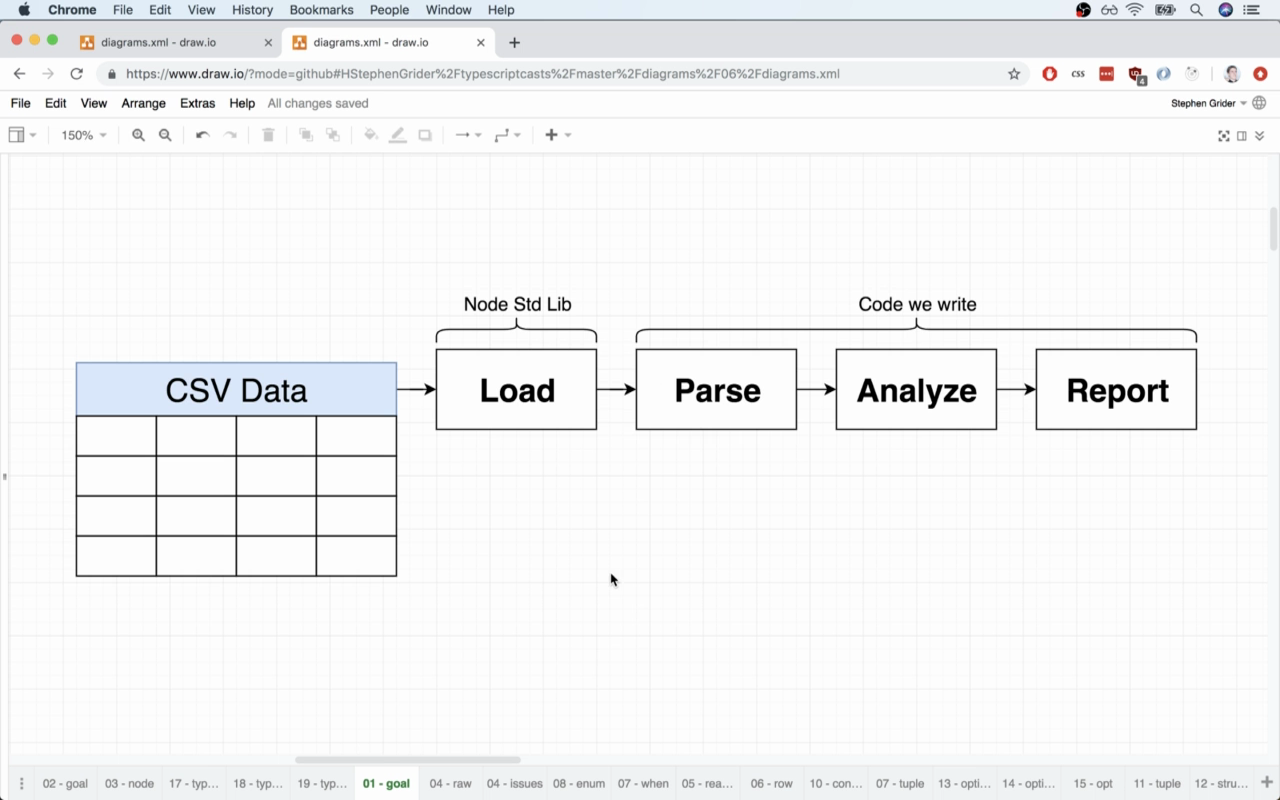 Chrome File Edit View History Bookmarks People Window Help
diagrams.xml - draw.io
diagrams.xml - draw.io
https://www.draw.io/?mode=github#HStephenGrider%2Ftypescriptcasts%2Fmaster%2Fdiagrams%2F06%2Fdiagrams.xml
css
4
File Edit View Arrange Extras Help All changes saved
Stephen Grider
150%
Node Std Lib
Code we write
CSV Data
Load
Parse
Analyze
Report
02 - goal 03 - node 17 - typ... 18 - typ... 19 - typ... 01 - goal 04 - raw 04 - issues 08 - enum 07 - when 05 - rea... 06 - row 10 - con... 07 - tuple 13 - opti... 14 - opti... 15 - opt 11 - tuple 12 - stru...